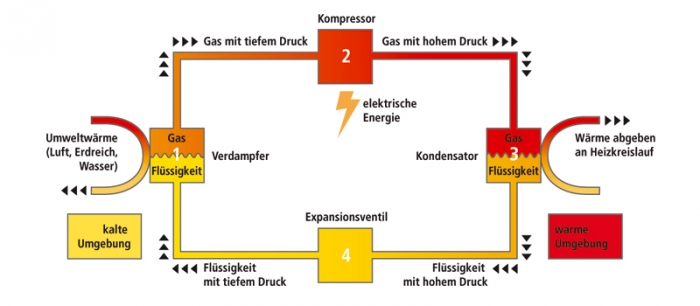 Kompressor
Gas mit tiefem Druck
2
Gas mit hohem Druck
elektrische
Energie
Umweltwärme
(Luft, Erdreich,
Wasser)
Gas
1
Flüssigkeit
Verdampfer
Kondensator
Gas
3
Flüssigkeit
Wärme abgeben
an Heizkreislauf
kalte
Umgebung
Expansionsventil
4
warme
Umgebung
Flüssigkeit
mit tiefem Druck
Flüssigkeit
mit hohem Druck